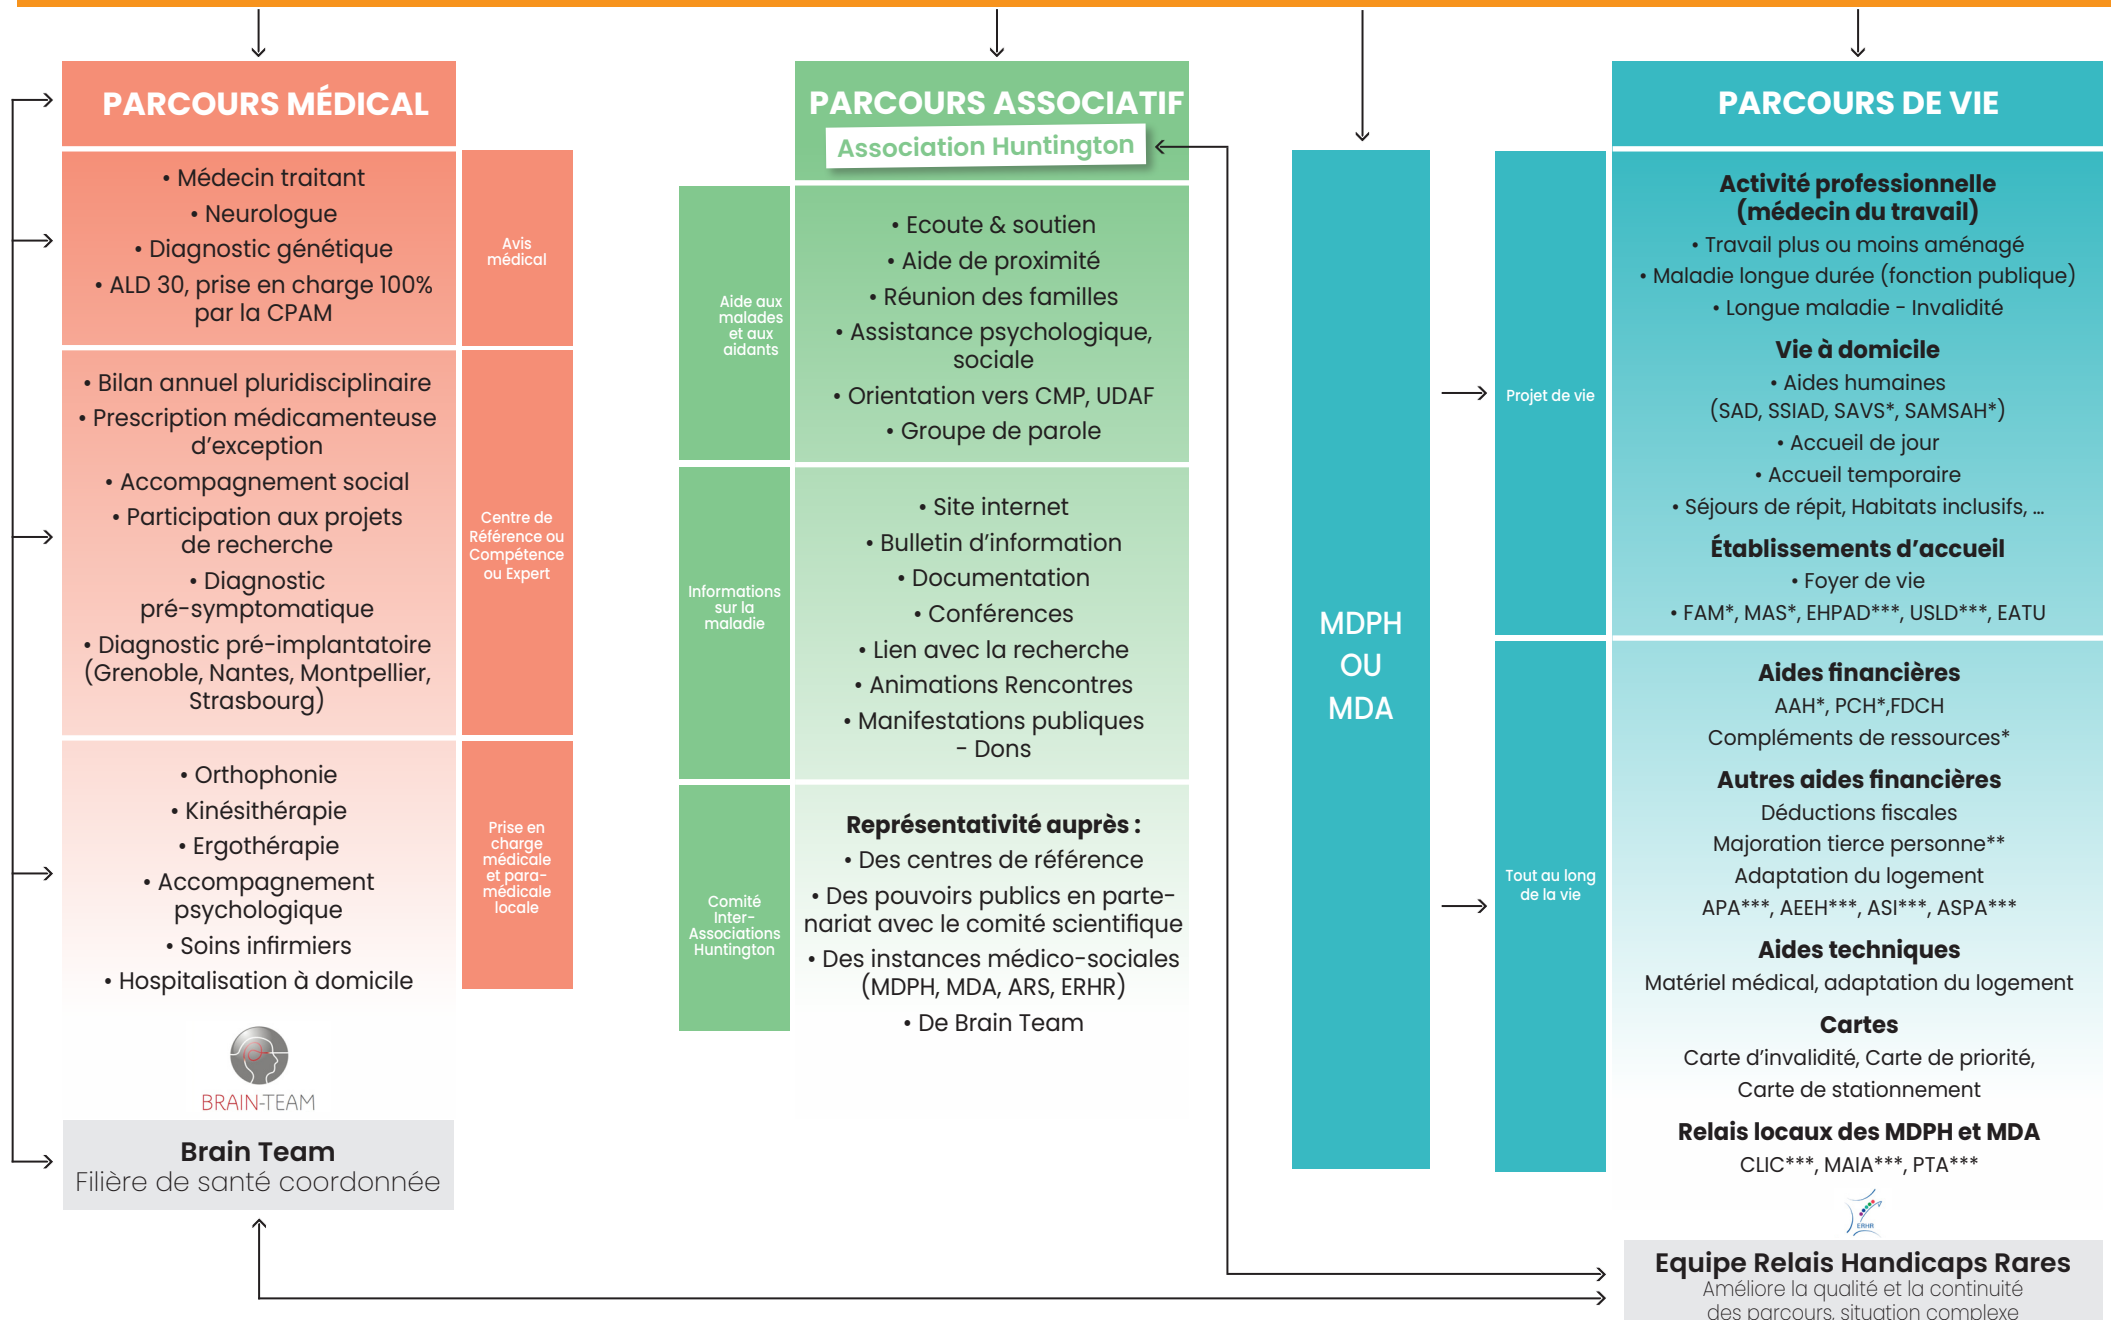 PARCOURS MÉDICAL
• Médecin traitant
• Neurologue
• Diagnostic génétique
• ALD 30, prise en charge 100%
par la CPAM
Avis
médical
• Bilan annuel pluridisciplinaire
• Prescription médicamenteuse
d'exception
• Accompagnement social
• Participation aux projets
de recherche
• Diagnostic
pré-symptomatique
• Diagnostic pré-implantatoire
(Grenoble, Nantes, Montpellier,
Strasbourg)
Centre de
Référence ou
Compétence
ou Expert
• Orthophonie
• Kinésithérapie
• Ergothérapie
• Accompagnement
psychologique
• Soins infirmiers
• Hospitalisation à domicile
Prise en
charge
médicale
et para-
médicale
locale
BRAIN-TEAM
Brain Team
Filière de santé coordonnée
PARCOURS ASSOCIATIF
Association Huntington
Aide aux
malades
et aux
aidants
• Ecoute & soutien
• Aide de proximité
• Réunion des familles
• Assistance psychologique,
sociale
• Orientation vers CMP, UDAF
• Groupe de parole
Informations
sur la
maladie
• Site internet
• Bulletin d'information
• Documentation
• Conférences
• Lien avec la recherche
• Animations Rencontres
• Manifestations publiques
- Dons
Comité
Inter-
Associations
Huntington
Représentativité auprès :
• Des centres de référence
• Des pouvoirs publics en parte-
nariat avec le comité scientifique
• Des instances médico-sociales
(MDPH, MDA, ARS, ERHR)
• De Brain Team
MDPH
OU
MDA
PARCOURS DE VIE
Projet de vie
Activité professionnelle
(médecin du travail)
• Travail plus ou moins aménagé
• Maladie longue durée (fonction publique)
• Longue maladie - Invalidité
Vie à domicile
• Aides humaines
(SAD, SSIAD, SAVS*, SAMSAH*)
• Accueil de jour
• Accueil temporaire
• Séjours de répit, Habitats inclusifs, ...
Établissements d'accueil
• Foyer de vie
• FAM*, MAS*, EHPAD***, USLD***, EATU
Tout au long
de la vie
Aides financières
AAH*, PCH*,FDCH
Compléments de ressources*
Autres aides financières
Déductions fiscales
Majoration tierce personne**
Adaptation du logement
APA***, AEEH***, ASI***, ASPA***
Aides techniques
Matériel médical, adaptation du logement
Cartes
Carte d'invalidité, Carte de priorité,
Carte de stationnement
Relais locaux des MDPH et MDA
CLIC***, MAIA***, PTA***
ERHR
Equipe Relais Handicaps Rares
Améliore la qualité et la continuité
des parcours, situation complexe